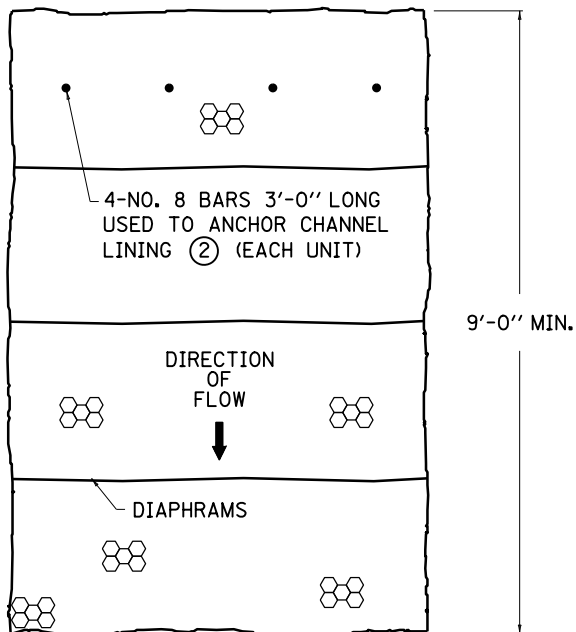 4-NO. 8 BARS 3'-0" LONG
USED TO ANCHOR CHANNEL
LINING 2 (EACH UNIT)
9'-0" MIN.
DIRECTION
OF
FLOW
DIAPHRAMS